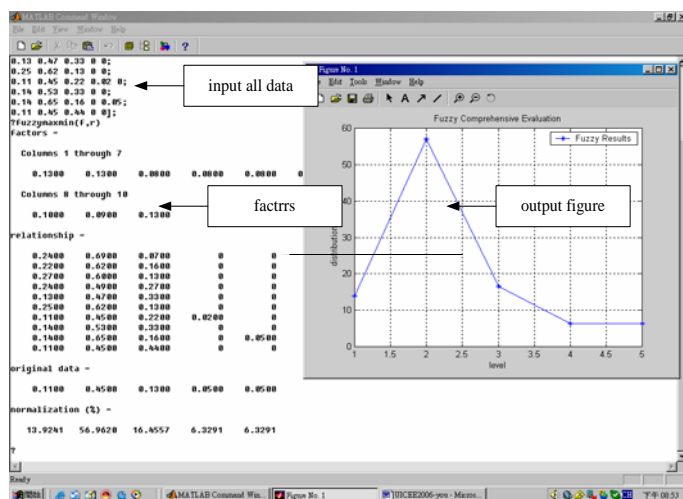 MATLAB Command Window
File Edit View Window Help
0.13 0.47 0.33 0 0;
0.25 0.62 0.13 0 0;
0.11 0.45 0.22 0.02 0;
0.14 0.53 0.33 0 0;
0.14 0.65 0.16 0 0.05;
0.11 0.45 0.44 0 0];
?fuzzymaxmin(f,r)
factors =
Columns 1 through 7
0.1300 0.1300 0.0800 0.0800 0.0800 0
Columns 8 through 10
0.1000 0.0900 0.1300
relationship =
0.2400 0.6900 0.0700 0 0
0.2200 0.6200 0.1600 0 0
0.2700 0.6000 0.1300 0 0
0.2400 0.4900 0.2700 0 0
0.1300 0.4700 0.3300 0 0
0.2500 0.6200 0.1300 0 0
0.1100 0.4500 0.2200 0.0200 0
0.1400 0.5300 0.3300 0 0
0.1400 0.6500 0.1600 0 0.0500
0.1100 0.4500 0.4400 0 0
original data =
0.1100 0.4500 0.1300 0.0500 0.0500
normalization (%) =
13.9241 56.9620 16.4557 6.3291 6.3291
?
Ready
input all data
factrrs
output figure
Figure No. 1
Edit Tools Window Help
Fuzzy Comprehensive Evaluation
Fuzzy Results
distribution
60
50
40
30
20
10
0
1 1.5 2 2.5 3 3.5 4 4.5 5
level
MATLAB Command Win...
Figure No. 1
UICEE2006-you - Micros...
下午 08:53